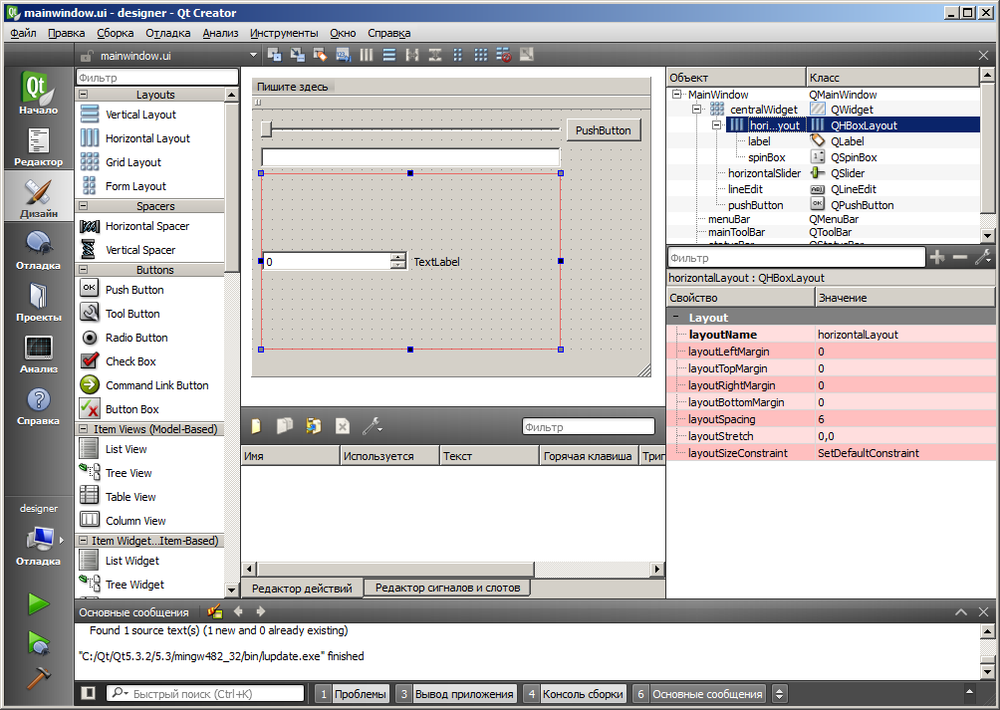 mainwindow.ui - designer - Qt Creator
Файл Правка Сборка Отладка Анализ Инструменты Окно Справка
mainwindow.ui
Qt
Начало
Редактор
Дизайн
Отладка
Проекты
Анализ
Справка
designer
Отладка
Фильтр
Layouts
Vertical Layout
Horizontal Layout
Grid Layout
Form Layout
Spacers
Horizontal Spacer
Vertical Spacer
Buttons
OK Push Button
Tool Button
Radio Button
Check Box
Command Link Button
Button Box
Item Views (Model-Based)
List View
Tree View
Table View
Column View
Item Widget...Item-Based)
List Widget
Tree Widget
Пишите здесь
PushButton
0
TextLabel
Фильтр
Имя Используется Текст Горячая клавиша Триг
Редактор действий Редактор сигналов и слотов
Объект Класс
MainWindow QMainWindow
centralWidget QWidget
hori...yout QHBoxLayout
label QLabel
spinBox QSpinBox
horizontalSlider QSlider
lineEdit QLineEdit
pushButton QPushButton
menuBar QMenuBar
mainToolBar QToolBar
statusBar QStatusBar
Фильтр
horizontalLayout : QHBoxLayout
Свойство Значение
Layout
layoutName horizontalLayout
layoutLeftMargin 0
layoutTopMargin 0
layoutRightMargin 0
layoutBottomMargin 0
layoutSpacing 6
layoutStretch 0,0
layoutSizeConstraint SetDefaultConstraint
Основные сообщения
Found 1 source text(s) (1 new and 0 already existing)
"C:/Qt/Qt5.3.2/5.3/mingw482_32/bin/lupdate.exe" finished
Быстрый поиск (Ctrl+K) 1 Проблемы 3 Вывод приложения 4 Консоль сборки 6 Основные сообщения